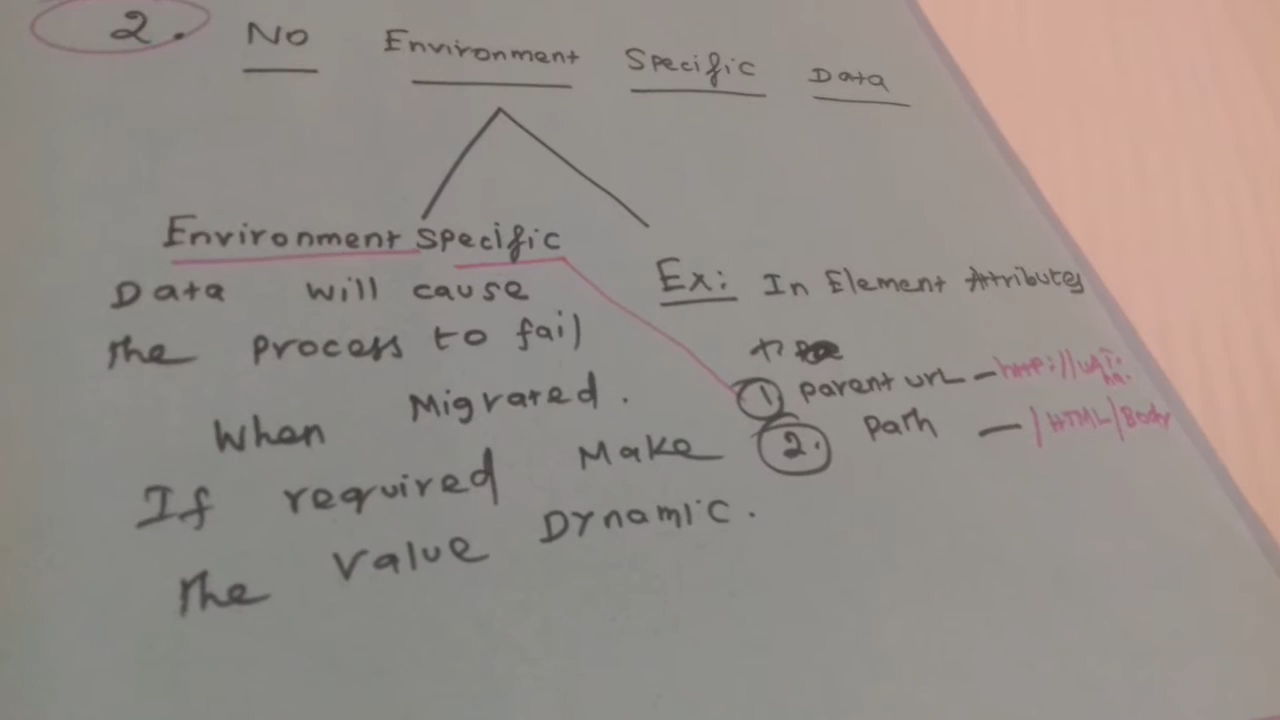 2. No Environment Specific Data
Environment specific
Data will cause
the process to fail
when Migrated.
If required Make
the value Dynamic.
Ex: In Element Attributes
1 parent url - http://
2. Path - /HTML/Body